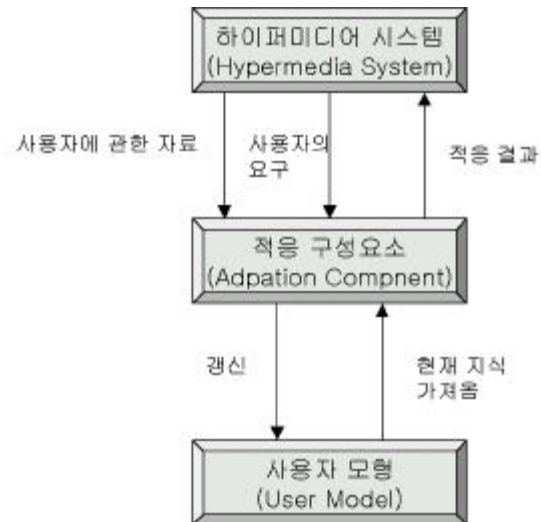 하이퍼미디어 시스템
(Hypermedia System)
사용자에 관한 자료
사용자의
요구
적응 결과
적응 구성요소
(Adpation Compnent)
갱신
현재 지식
가져옴
사용자 모형
(User Model)